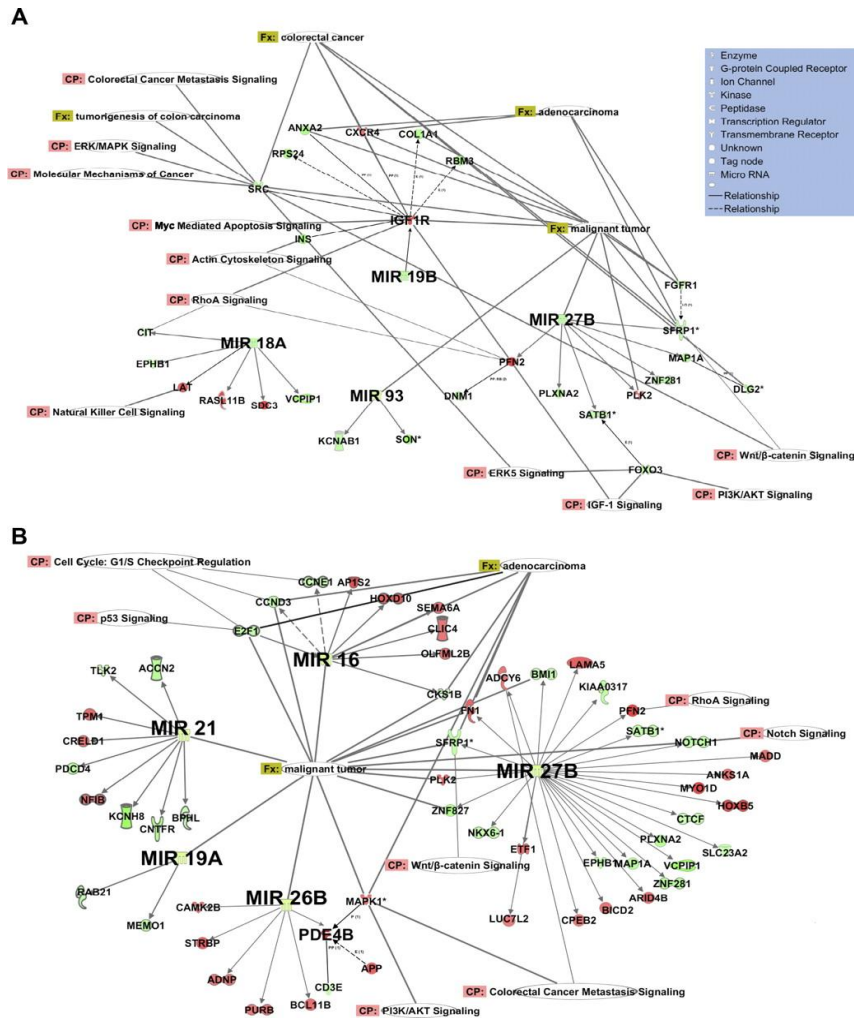 A
Fx: colorectal cancer
CP: Colorectal Cancer Metastasis Signaling
Fx: tumorigenesis of colon carcinoma
CP: ERK/MAPK Signaling
CP: Molecular Mechanisms of Cancer
Fx: adenocarcinoma
ANXA2
CXCR4
COL1A1
RPS24
RBM3
SRC
CP: Myc Mediated Apoptosis Signaling
IGF1R
Fx: malignant tumor
INS
CP: Actin Cytoskeleton Signaling
MIR 19B
CP: RhoA Signaling
FGFR1
MIR 27B
SFRP1*
CIT
MIR 18A
EPHB1
PFN2
MAP1A
LAT
RASL11B
SDC3
VCPIP1
MIR 93
DNM1
PLXNA2
ZNF281
PLK2
DLG2*
CP: Natural Killer Cell Signaling
SATB1*
KCNAB1
SON*
CP: Wnt/β-catenin Signaling
CP: ERK5 Signaling
FOXO3
CP: PI3K/AKT Signaling
CP: IGF-1 Signaling
Enzyme
G-protein Coupled Receptor
Ion Channel
Kinase
Peptidase
Transcription Regulator
Transmembrane Receptor
Unknown
Tag node
Micro RNA
Relationship
Relationship
B
CP: Cell Cycle: G1/S Checkpoint Regulation
Fx: adenocarcinoma
CCNE1
AP1S2
CCND3
HOXD10
SEMA6A
CP: p53 Signaling
E2F1
CLIC4
OLFML2B
MIR 16
TLK2
ACCN2
CKS1B
ADCY6
BMI1
LAMA5
KIAA0317
TPM1
MIR 21
FN1
PFN2
CP: RhoA Signaling
CRELD1
SFRP1*
SATB1*
CP: Notch Signaling
NOTCH1
PDCD4
Fx: malignant tumor
MIR 27B
MADD
PLK2
ANKS1A
NFIB
KCNH8
CNTFR
BPHL
MYO1D
HOXB5
ZNF827
CTCF
NKX6-1
PLXNA2
SLC23A2
MIR 19A
ETF1
EPHB1
MAP1A
VCPIP1
CP: Wnt/β-catenin Signaling
ZNF281
RAB21
ARID4B
MIR 26B
MAPK1*
BICD2
CAMK2B
LUC7L2
CPEB2
MEMO1
PDE4B
STRBP
APP
ADNP
CD3E
CP: Colorectal Cancer Metastasis Signaling
PURB
BCL11B
CP: PI3K/AKT Signaling